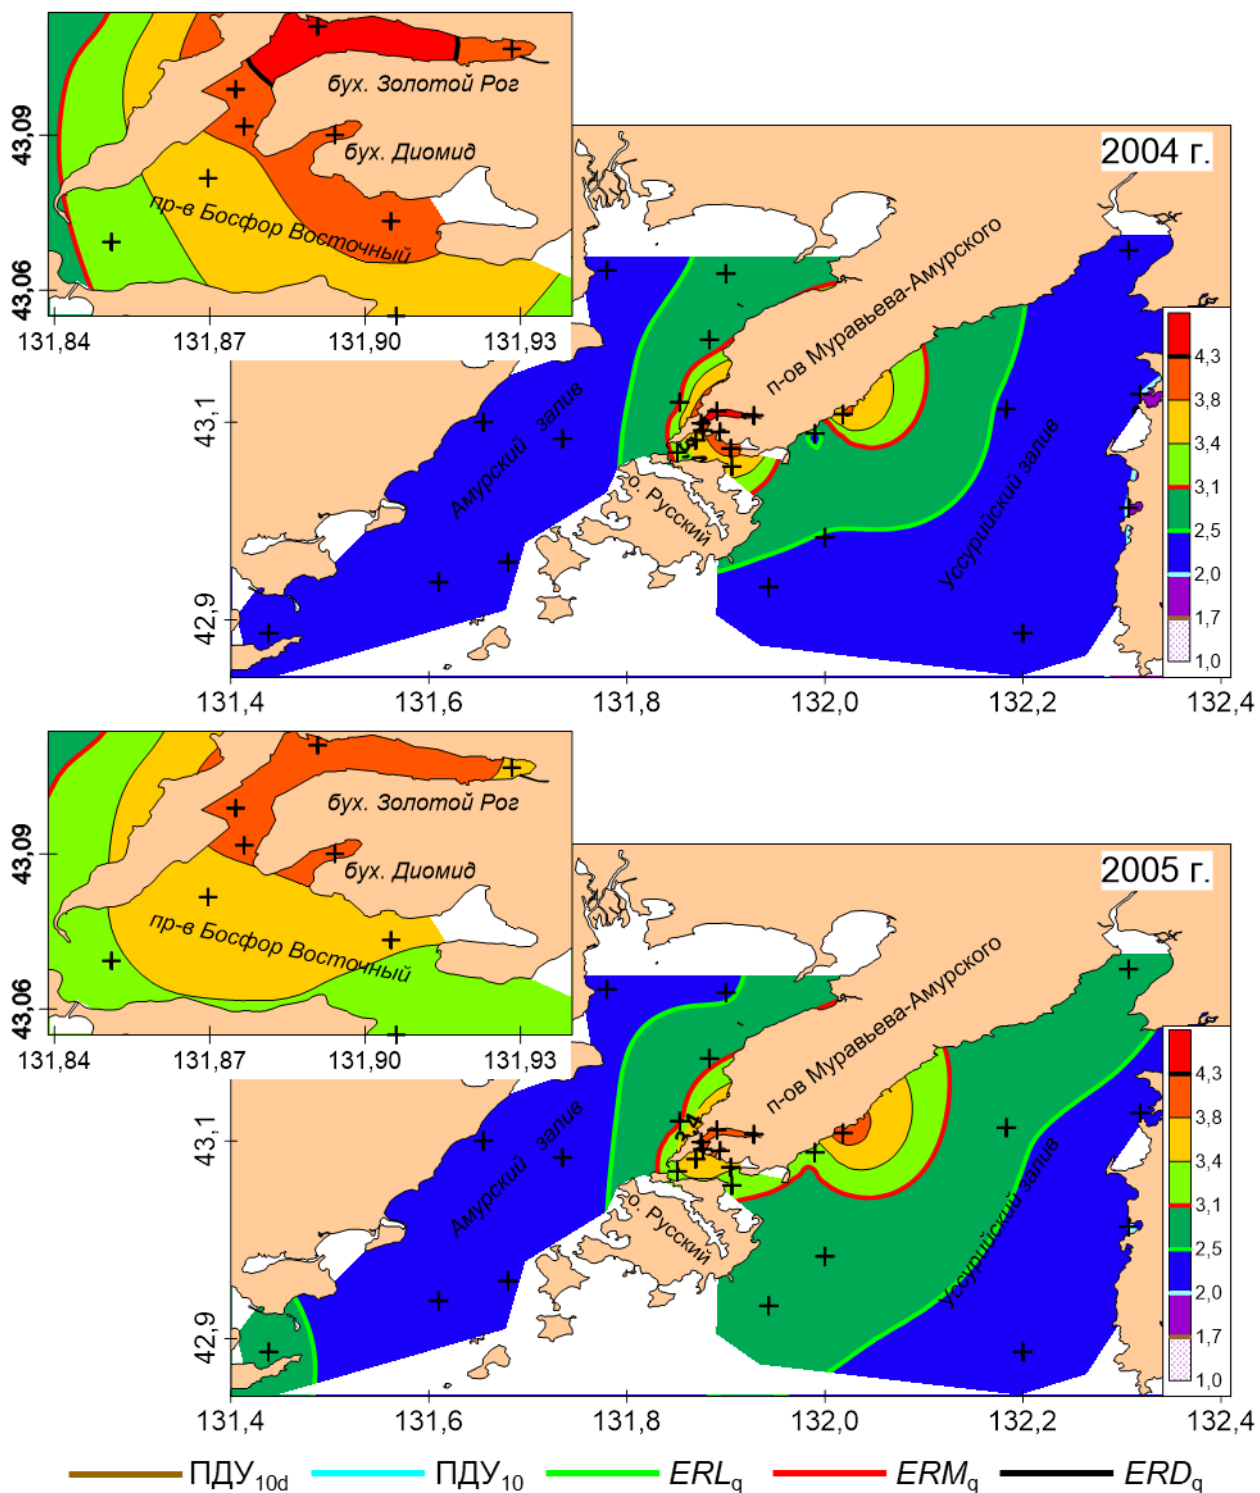 бух. Золотой Рог
бух. Диомид
пр-в Босфор Восточный
43,09
43,06
131,84 131,87 131,90 131,93
2004 г.
п-ов Муравьева-Амурского
Амурский залив
о. Русский
Уссурийский залив
43,1
42,9
131,4 131,6 131,8 132,0 132,2 132,4
4,3
3,8
3,4
3,1
2,5
2,0
1,7
1,0
бух. Золотой Рог
бух. Диомид
пр-в Босфор Восточный
43,09
43,06
131,84 131,87 131,90 131,93
2005 г.
п-ов Муравьева-Амурского
3,4
Амурский залив
о. Русский
Уссурийский залив
43,1
42,9
131,4 131,6 131,8 132,0 132,2 132,4
4,3
3,8
3,4
3,1
2,5
2,0
1,7
1,0
ПДУ10d ПДУ10 ERLq ERMq ERDq